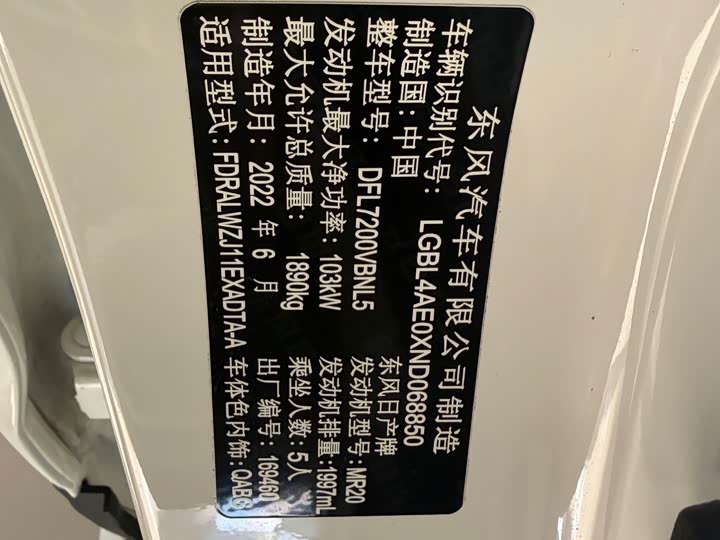 东风汽车有限公司制造
车辆识别代号: LGBL4AE0XND068850
制造国: 中国 东风日产牌
整车型号: DFL7200VBNL5 发动机型号: MR20
发动机最大净功率: 103kW 发动机排量: 1997mL
最大允许总质量: 1890kg 乘坐人数: 5人
制造年月: 2022 年 6 月 出厂编号: 169460
适用型式: FDRALWZJ11EXADTA-A 车体色内饰: QABG